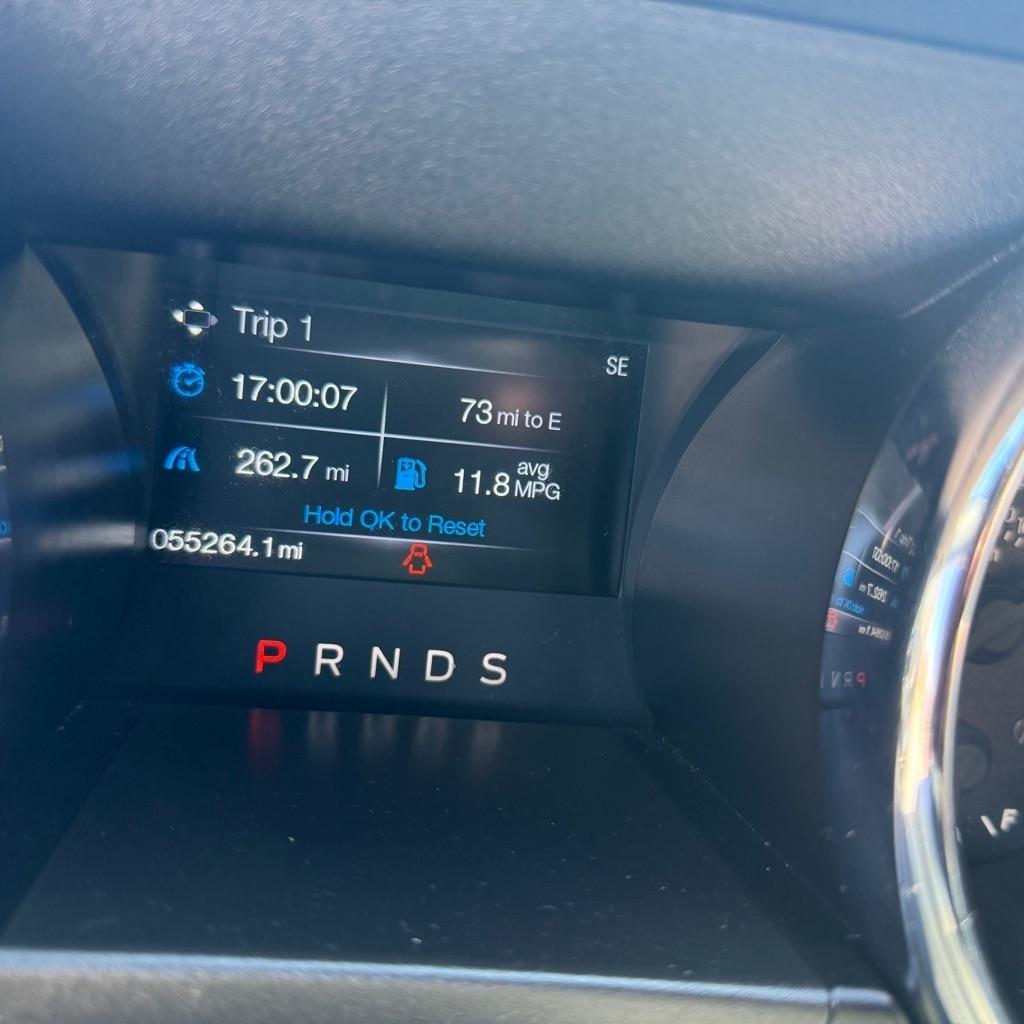 Trip 1
SE
17:00:07
73 mi to E
262.7 mi
11.8 avg MPG
Hold OK to Reset
055264.1 mi
P R N D S
F